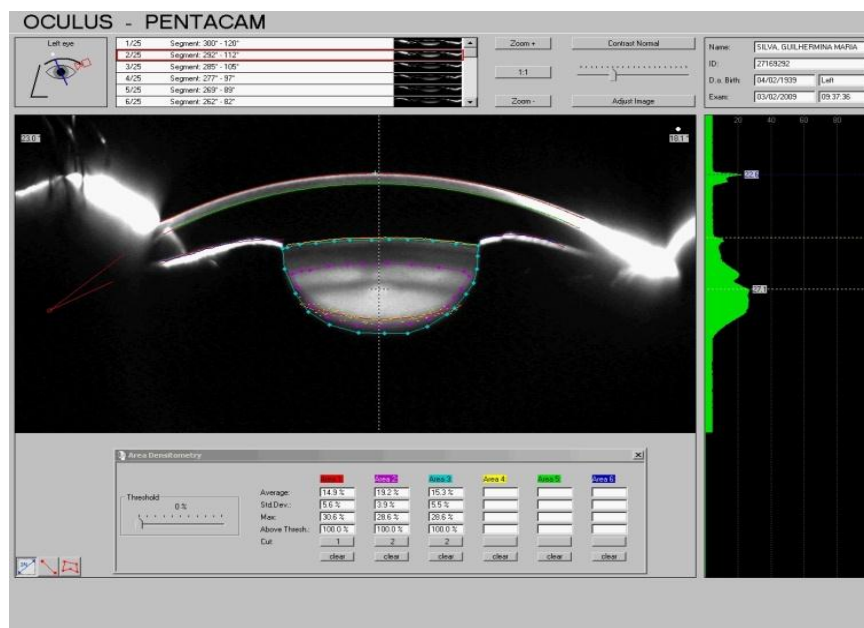 OCULUS - PENTACAM
Left eye
1/25 Segment: 300° - 120°
2/25 Segment: 292° - 112°
3/25 Segment: 285° - 105°
4/25 Segment: 277° - 97°
5/25 Segment: 269° - 89°
6/25 Segment: 262° - 82°
Zoom +
1:1
Zoom -
Contrast Normal
Adjust Image
Name: SILVA, GUILHERMINA MARIA
ID: 27169292
D.o. Birth: 04/02/1939 Left
Exam: 03/02/2009 09:37:36
20 40 60 80
22.6
27.1
Area Densitometry
Threshold
0 %
Area 1 Area 2 Area 3 Area 4 Area 5 Area 6
Average: 14.9 % 19.2 % 15.3 %
Std.Dev.: 5.6 % 3.9 % 5.5 %
Max: 30.6 % 28.6 % 28.6 %
Above Thresh.: 100.0 % 100.0 % 100.0 %
Cut: 1 2 2
clear clear clear clear clear clear